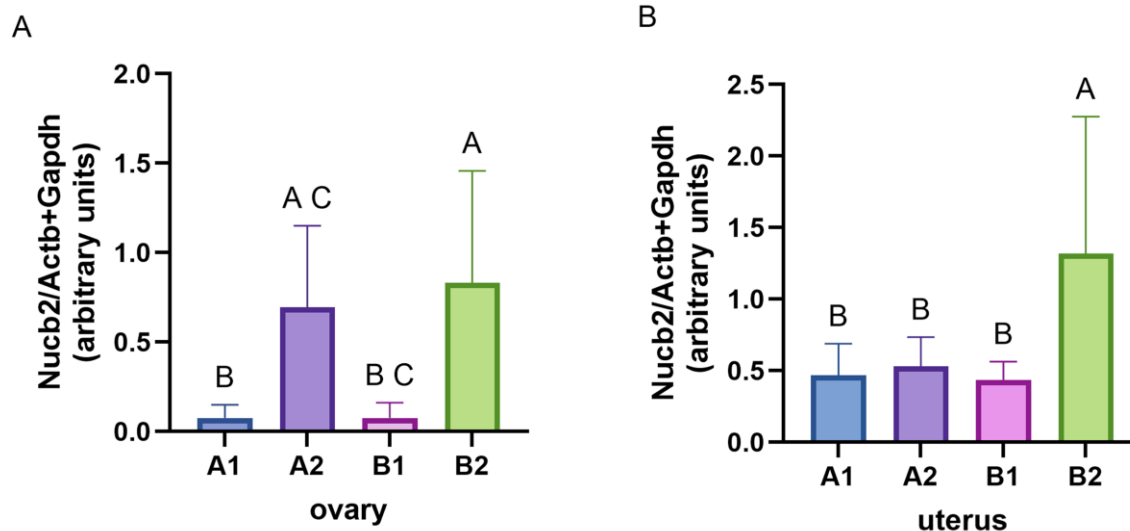 A
Nucb2/Actb+Gapdh
(arbitrary units)
2.0
1.5
1.0
0.5
0.0
B
A C
B C
A
A1 A2 B1 B2
ovary
B
Nucb2/Actb+Gapdh
(arbitrary units)
2.5
2.0
1.5
1.0
0.5
0.0
B
B
B
A
A1 A2 B1 B2
uterus